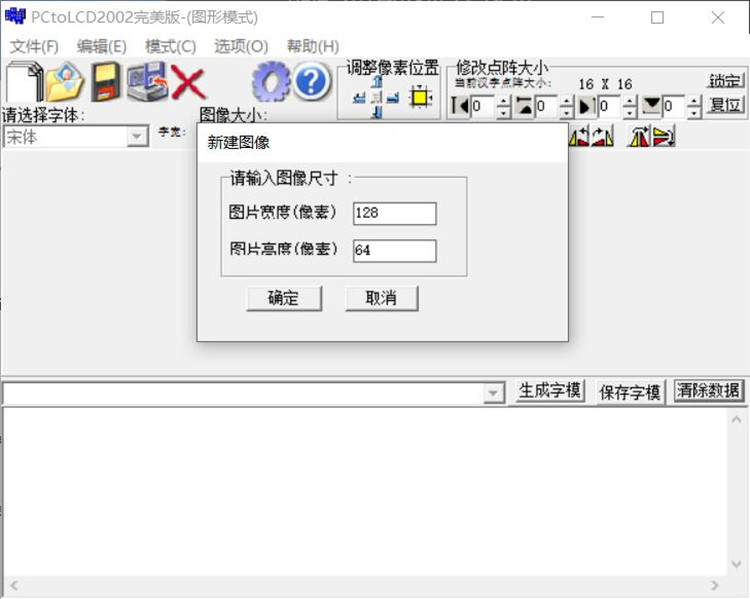 PCtoLCD2002完美版-(图形模式)
文件(F) 编辑(E) 模式(C) 选项(O) 帮助(H)
调整像素位置 修改点阵大小
当前汉字点阵大小: 16 X 16 锁定
0 0 0 0 复位
请选择字体: 图像大小:
宋体 字宽:
新建图像
请输入图像尺寸 :
图片宽度(像素) 128
图片高度(像素) 64
确定 取消
生成字模 保存字模 清除数据